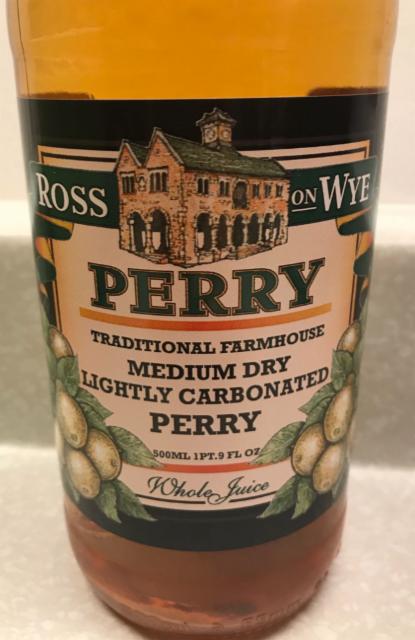 ROSS ON WYE
PERRY
TRADITIONAL FARMHOUSE
MEDIUM DRY
LIGHTLY CARBONATED
PERRY
500ML 1PT.9 FL OZ
Whole Juice